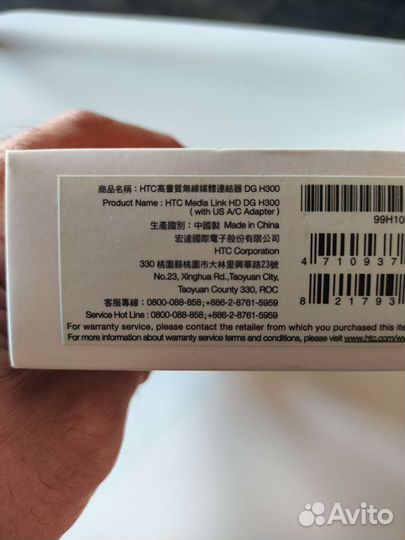 商品名稱：HTC高畫質無線媒體連結器 DG H300
Product Name : HTC Media Link HD DG H300
( with US A/C Adapter )
生產國別：中國製 Made in China
宏達國際電子股份有限公司
HTC Corporation
330 桃園縣桃園市大林里興華路23號
No.23, Xinghua Rd.,Taoyuan City,
Taoyuan County 330, ROC
客服專線：0800-088-858；+886-2-8761-5959
Service Hot Line : 0800-088-858；+886-2-8761-5959
For warranty service, please contact the retailer from which you purchased this
For more information about warranty service terms and conditions, please visit www.htc.com/
99H10
4 710937
8 21793
Avito